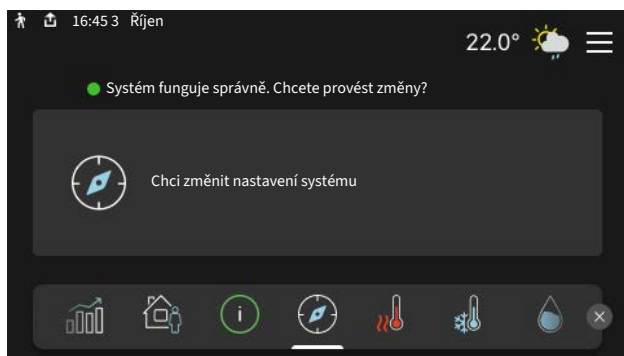 16:45 3 Říjen
22.0°
Systém funguje správně. Chcete provést změny?
Chci změnit nastavení systému